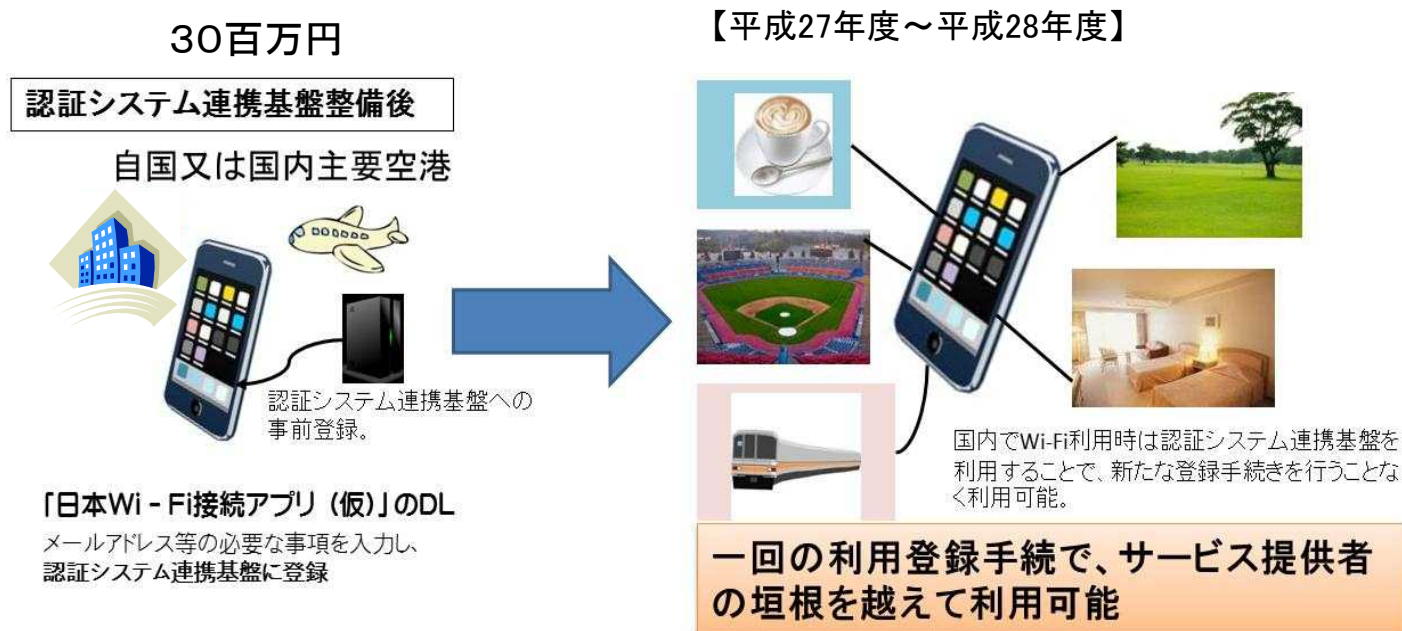 30百万円
【平成27年度～平成28年度】
認証システム連携基盤整備後
自国又は国内主要空港
認証システム連携基盤への
事前登録。
「日本Wi-Fi接続アプリ（仮）」のDL
メールアドレス等の必要な事項を入力し、
認証システム連携基盤に登録
国内でWi-Fi利用時は認証システム連携基盤を
利用することで、新たな登録手続きを行うことな
く利用可能。
一回の利用登録手続で、サービス提供者
の垣根を越えて利用可能